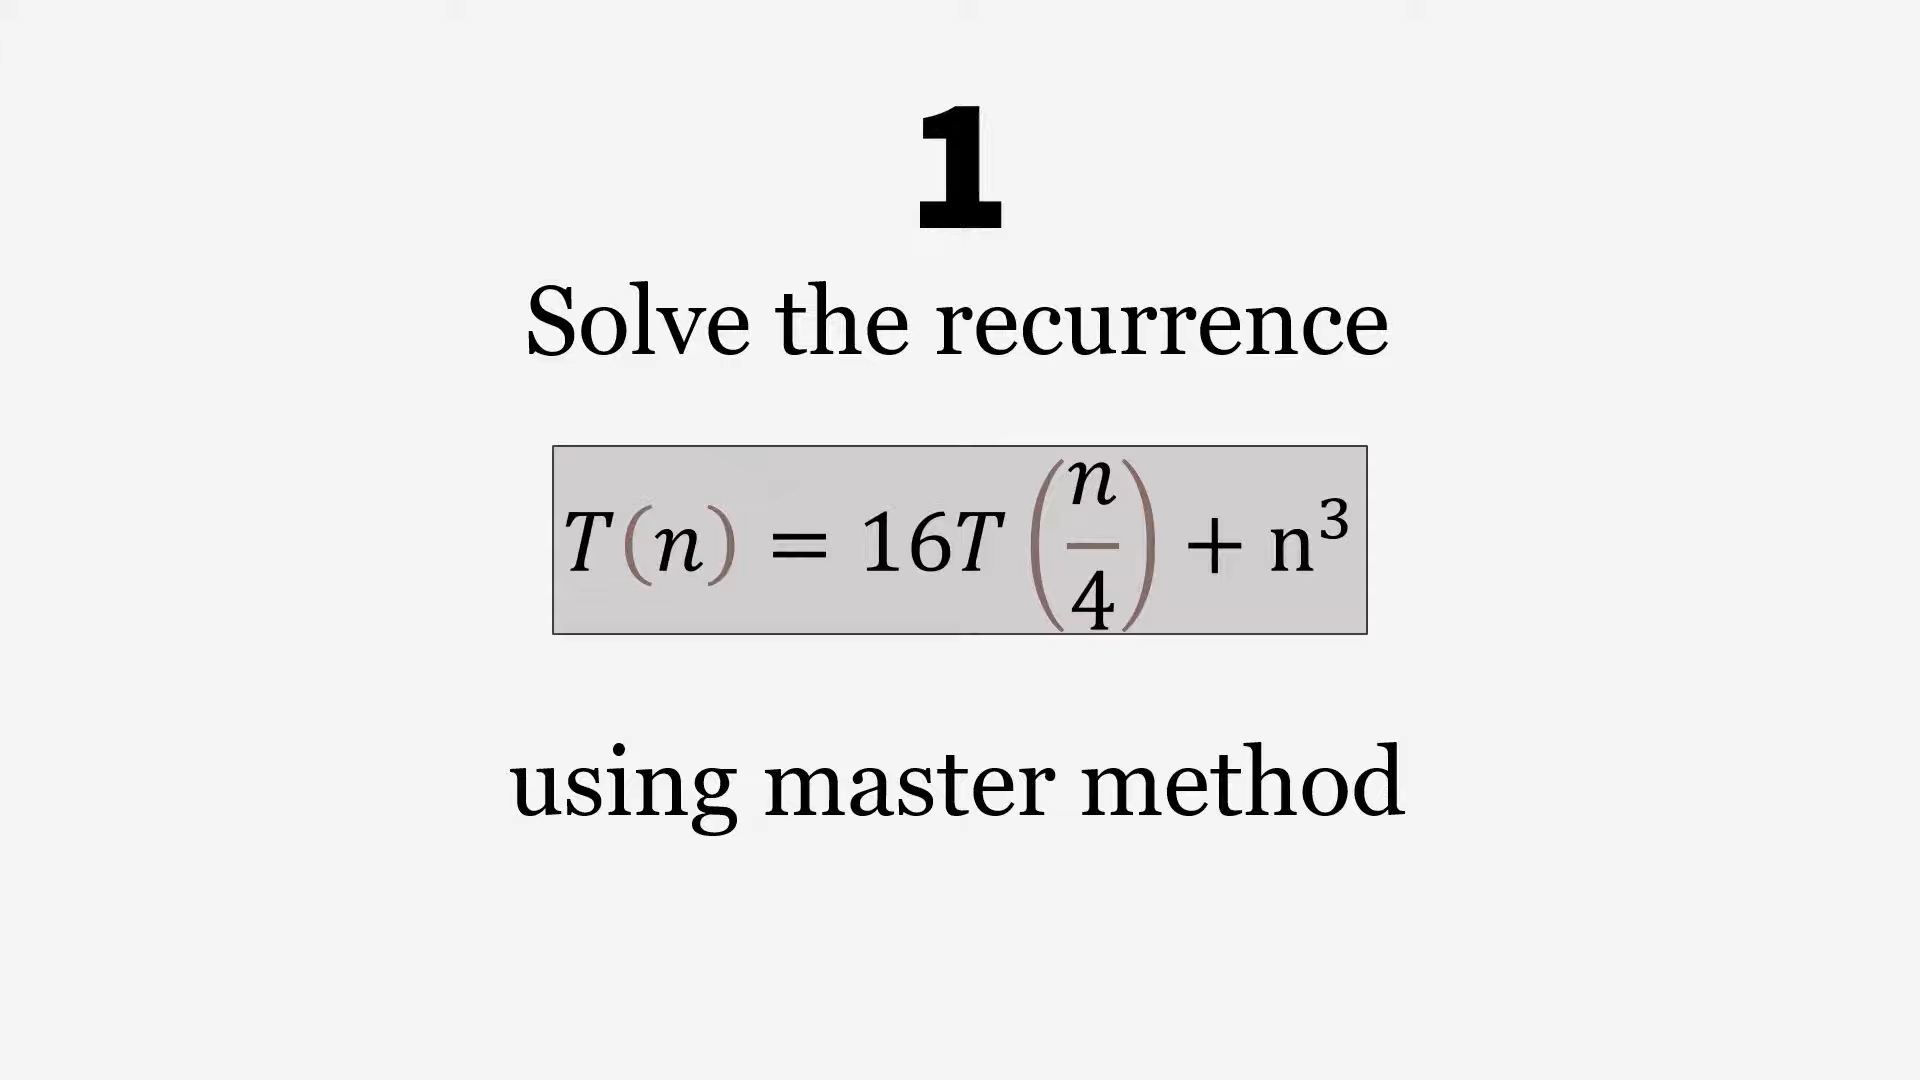 1
Solve the recurrence
T(n) = 16T(n/4) + n³
using master method